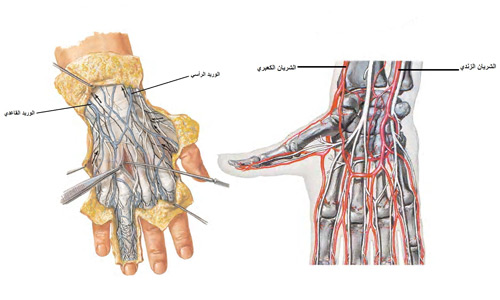 الوريد الرأسي
الوريد القاعدي
الشريان الكعبري
الشريان الزندي